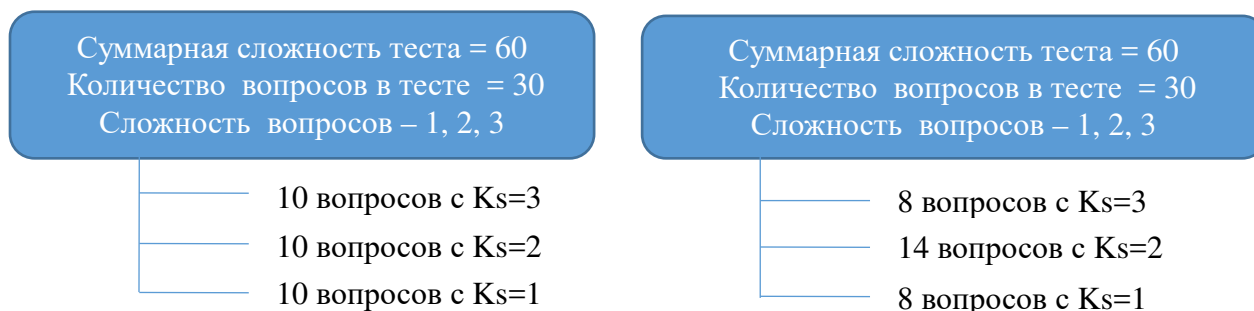 Суммарная сложность теста = 60
Количество вопросов в тесте = 30
Сложность вопросов – 1, 2, 3
10 вопросов с Ks=3
10 вопросов с Ks=2
10 вопросов с Ks=1
Суммарная сложность теста = 60
Количество вопросов в тесте = 30
Сложность вопросов – 1, 2, 3
8 вопросов с Ks=3
14 вопросов с Ks=2
8 вопросов с Ks=1